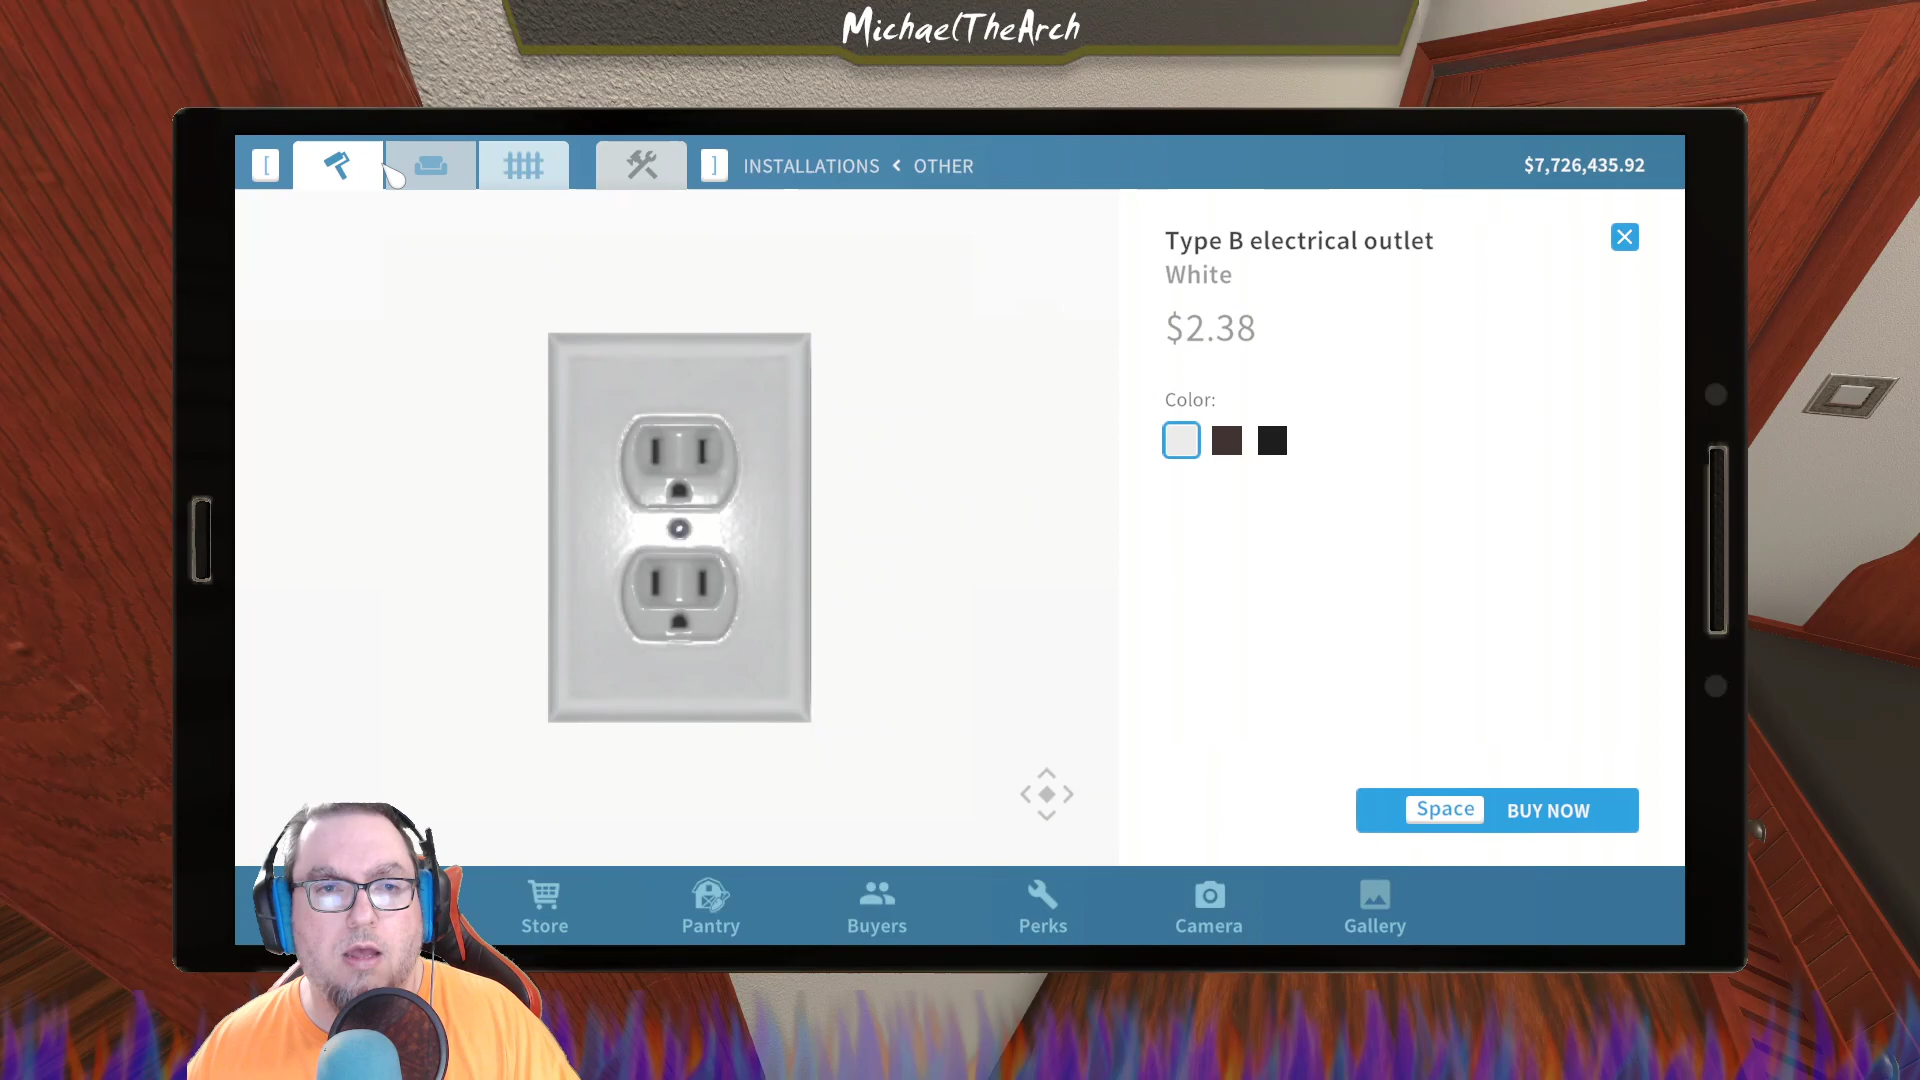 MichaelTheArch
[ ] INSTALLATIONS < OTHER $7,726,435.92
Type B electrical outlet
White
$2.38
Color:
Space BUY NOW
Store Pantry Buyers Perks Camera Gallery